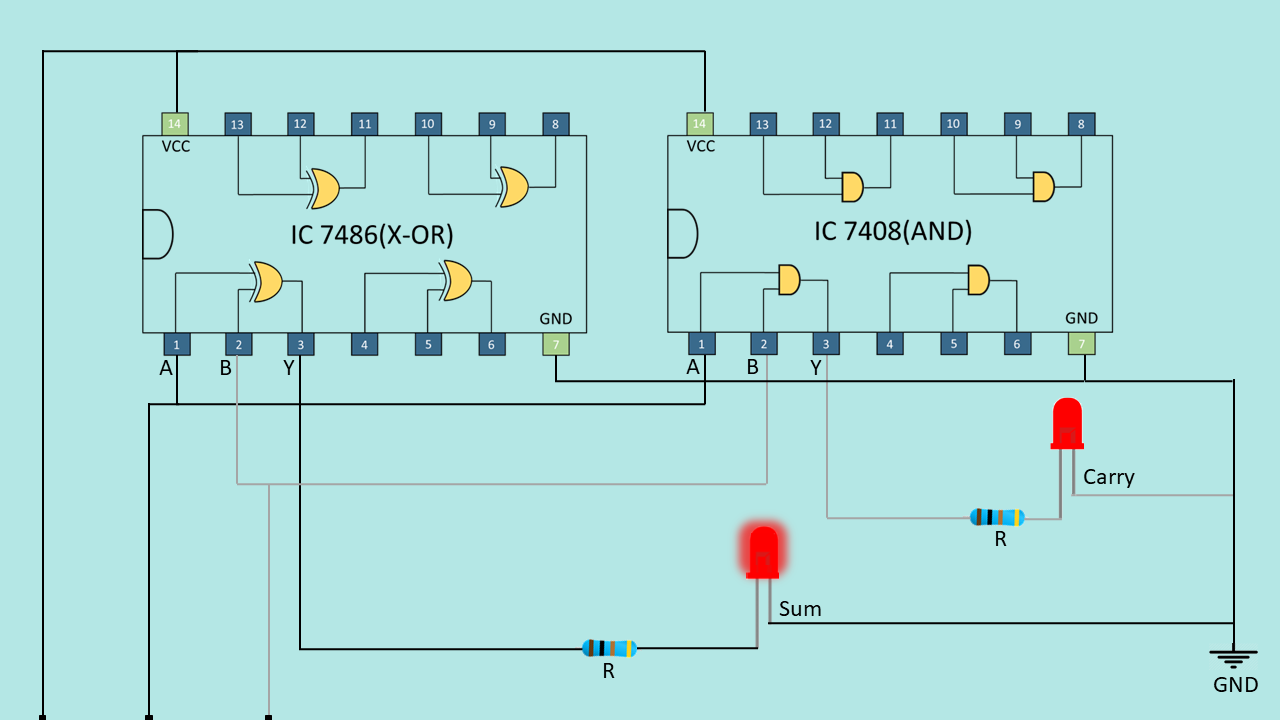 14 13 12 11 10 9 8
VCC
IC 7486(X-OR)
GND
1 2 3 4 5 6 7
A B Y
14 13 12 11 10 9 8
VCC
IC 7408(AND)
GND
1 2 3 4 5 6 7
A B Y
Carry
R
Sum
R
GND